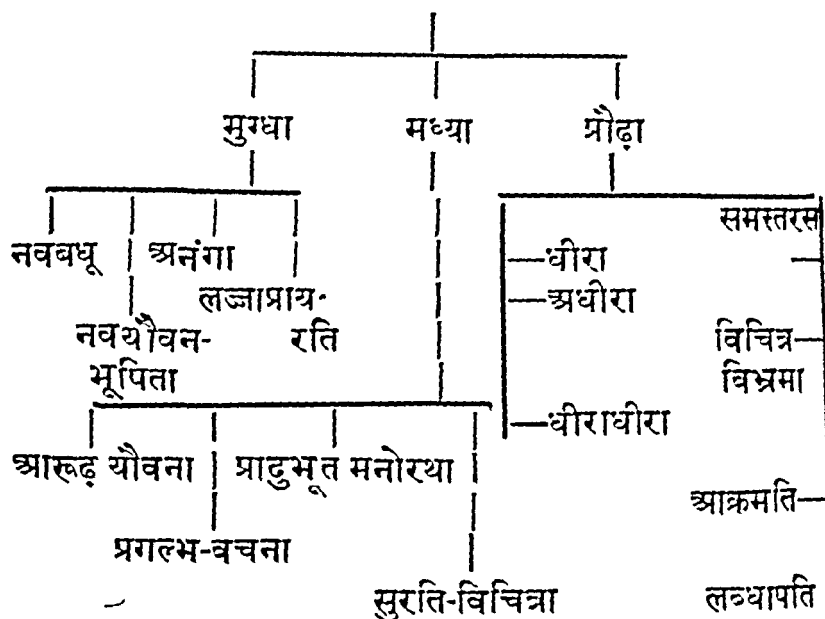 मुग्धा मध्या प्रौढ़ा
समस्तरस
नवबधू अनंगा —धीरा
लज्जाप्राय- —अधीरा
नवयौवन- रति विचित्र—
भूपिता विभ्रमा
—धीराधीरा
आरूढ़ यौवना प्रादुभूत मनोरथा
आक्रमति—
प्रगल्भ-वचना
सुरति-विचित्रा लव्धापति